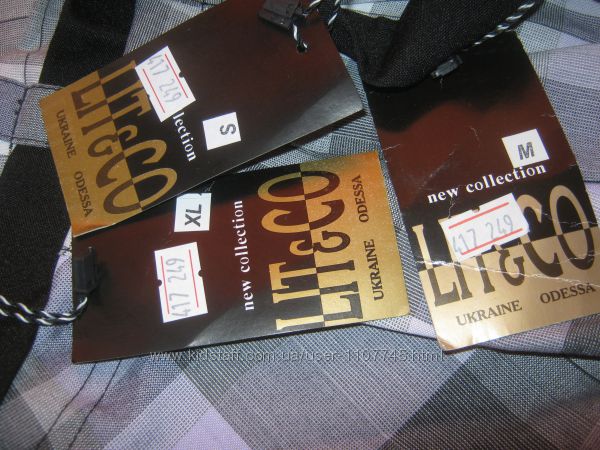 417 249
S
new collection
LIT&CO
UKRAINE ODESSA
XL
417 249
new collection
LIT&CO
UKRAINE ODESSA
M
new collection
417 249
LIT&CO
UKRAINE ODESSA
www.kidstaff.com.ua/user-1107745.html